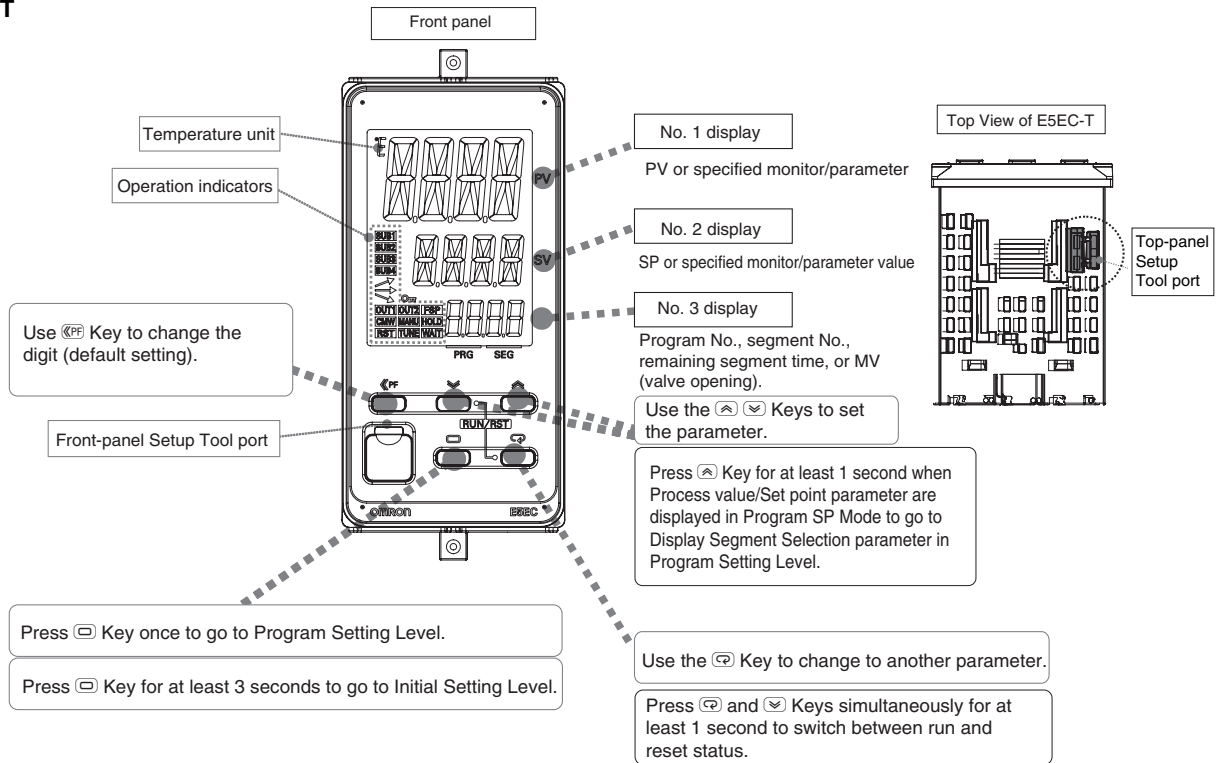 T
Front panel
Temperature unit
Operation indicators
PV
SV
SUB1
SUB2
SUB3
SUB4
OUT1 OUT2 FSP
CMW MANU HOLD
RST TUNE WAIT
PRG SEG
PF
RUN/RST
OMRON E5EC
No. 1 display
PV or specified monitor/parameter
No. 2 display
SP or specified monitor/parameter value
No. 3 display
Program No., segment No.,
remaining segment time, or MV
(valve opening).
Top View of E5EC-T
Top-panel
Setup
Tool port
Use PF Key to change the
digit (default setting).
Front-panel Setup Tool port
Use the Keys to set
the parameter.
Press Key for at least 1 second when
Process value/Set point parameter are
displayed in Program SP Mode to go to
Display Segment Selection parameter in
Program Setting Level.
Press Key once to go to Program Setting Level.
Press Key for at least 3 seconds to go to Initial Setting Level.
Use the Key to change to another parameter.
Press and Keys simultaneously for at
least 1 second to switch between run and
reset status.